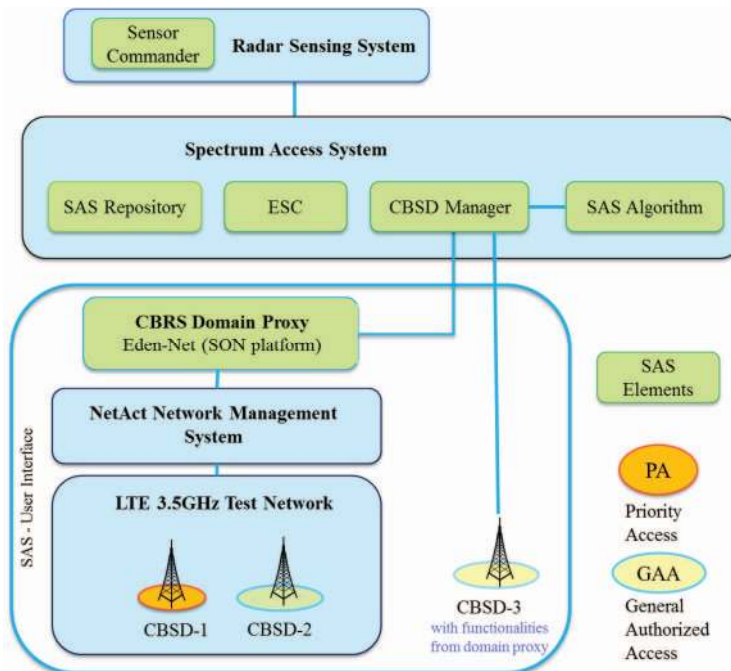 Sensor
Commander
Radar Sensing System
Spectrum Access System
SAS Repository
ESC
CBSD Manager
SAS Algorithm
CBRS Domain Proxy
Eden-Net (SON platform)
NetAct Network Management
System
LTE 3.5GHz Test Network
CBSD-1
CBSD-2
SAS - User Interface
CBSD-3
with functionalities
from domain proxy
SAS
Elements
PA
Priority
Access
GAA
General
Authorized
Access